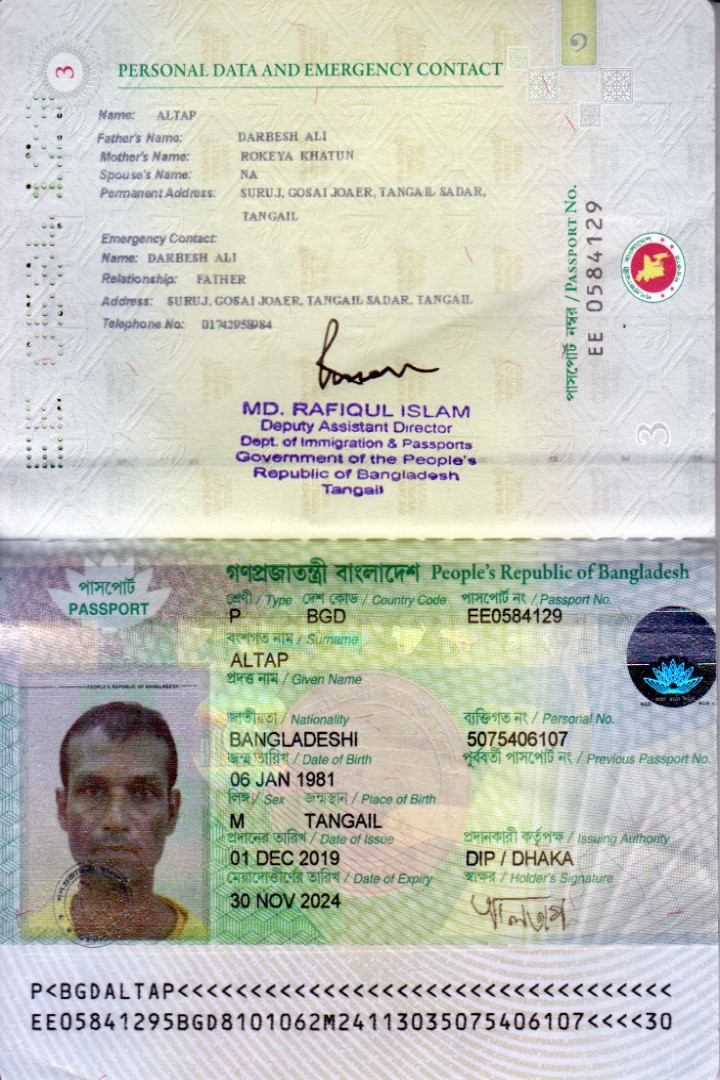 3
PERSONAL DATA AND EMERGENCY CONTACT
Name: ALTAP
Father's Name: DARBESH ALI
Mother's Name: ROKEYA KHATUN
Spouse's Name: NA
Permanent Address: SURUJ, GOSAI JOAER, TANGAIL SADAR,
TANGAIL
Emergency Contact:
Name: DARBESH ALI
Relationship: FATHER
Address: SURUJ, GOSAI JOAER, TANGAIL SADAR, TANGAIL
Telephone No: 01742958984
MD. RAFIQUL ISLAM
Deputy Assistant Director
Dept. of Immigration & Passports
Government of the People's
Republic of Bangladesh
Tangail
পাসপোর্ট নম্বর / PASSPORT No.
EE 0584129
3
পাসপোর্ট
PASSPORT
গণপ্রজাতন্ত্রী বাংলাদেশ People's Republic of Bangladesh
শ্রেণী / Type দেশ কোড / Country Code পাসপোর্ট নং / Passport No.
P BGD EE0584129
বংশগত নাম / Surname
ALTAP
প্রদত্ত নাম / Given Name
জাতীয়তা / Nationality ব্যক্তিগত নং / Personal No.
BANGLADESHI 5075406107
জন্ম তারিখ / Date of Birth পূর্ববর্তী পাসপোর্ট নং / Previous Passport No.
06 JAN 1981
লিঙ্গ / Sex জন্মস্থান / Place of Birth
M TANGAIL
প্রদানের তারিখ / Date of Issue প্রদানকারী কর্তৃপক্ষ / Issuing Authority
01 DEC 2019 DIP / DHAKA
মেয়াদোত্তীর্ণের তারিখ / Date of Expiry স্বাক্ষর / Holder's Signature
30 NOV 2024 আলতাপ
PEOPLE'S REPUBLIC OF BANGLADESH
P<BGDALTAP<<<<<<<<<<<<<<<<<<<<<<<<<<<<<<<<<<
EE05841295BGD8101062M24113035075406107<<<<30